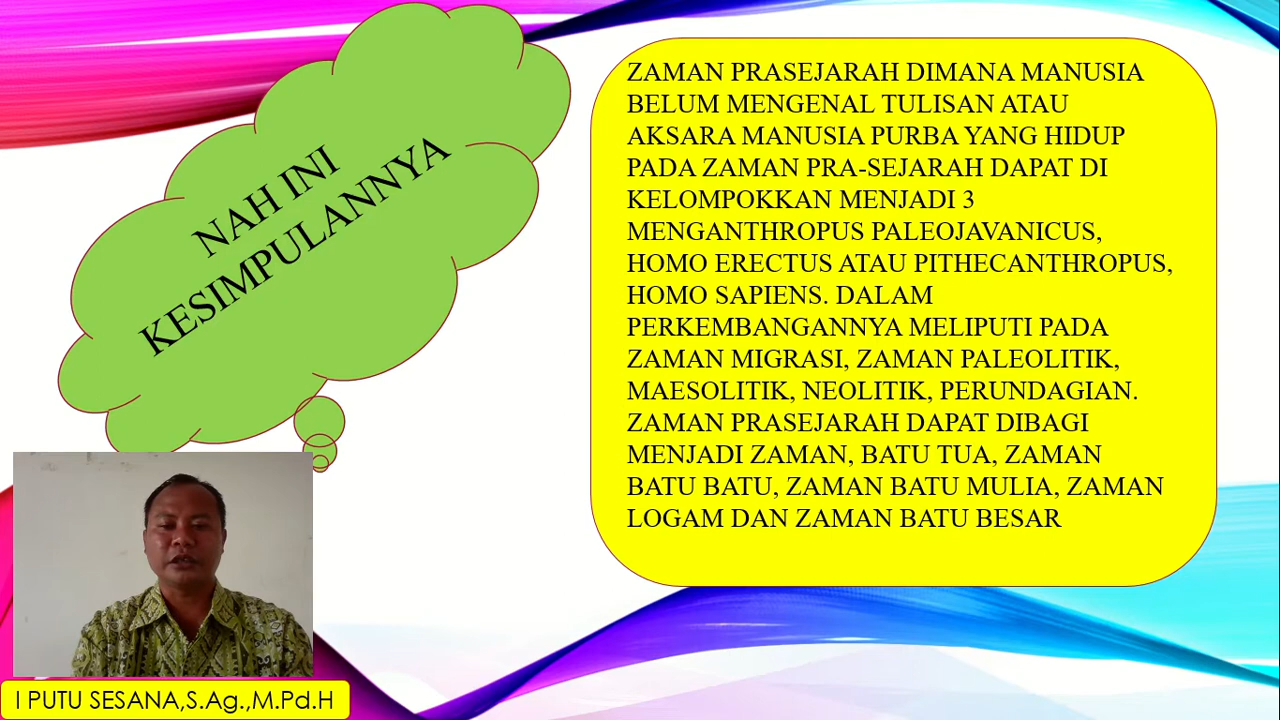 NAH INI
KESIMPULANNYA
ZAMAN PRASEJARAH DIMANA MANUSIA
BELUM MENGENAL TULISAN ATAU
AKSARA MANUSIA PURBA YANG HIDUP
PADA ZAMAN PRA-SEJARAH DAPAT DI
KELOMPOKKAN MENJADI 3
MENGANTHROPUS PALEOJAVANICUS,
HOMO ERECTUS ATAU PITHECANTHROPUS,
HOMO SAPIENS. DALAM
PERKEMBANGANNYA MELIPUTI PADA
ZAMAN MIGRASI, ZAMAN PALEOLITIK,
MAESOLITIK, NEOLITIK, PERUNDAGIAN.
ZAMAN PRASEJARAH DAPAT DIBAGI
MENJADI ZAMAN, BATU TUA, ZAMAN
BATU BATU, ZAMAN BATU MULIA, ZAMAN
LOGAM DAN ZAMAN BATU BESAR
I PUTU SESANA,S.Ag.,M.Pd.H